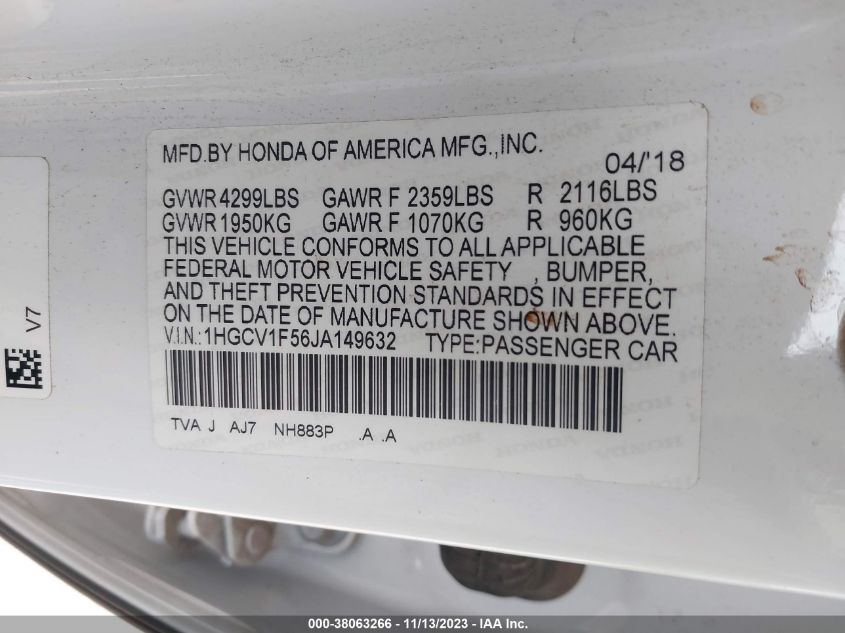 MFD.BY HONDA OF AMERICA MFG.,INC.
04/'18
GVWR 4299LBS GAWR F 2359LBS R 2116LBS
GVWR 1950KG GAWR F 1070KG R 960KG
THIS VEHICLE CONFORMS TO ALL APPLICABLE
FEDERAL MOTOR VEHICLE SAFETY , BUMPER,
AND THEFT PREVENTION STANDARDS IN EFFECT
ON THE DATE OF MANUFACTURE SHOWN ABOVE.
V.I.N.:1HGCV1F56JA149632 TYPE:PASSENGER CAR
TVA J AJ7 NH883P .A .A
V7
000-38063266 - 11/13/2023 - IAAI.com